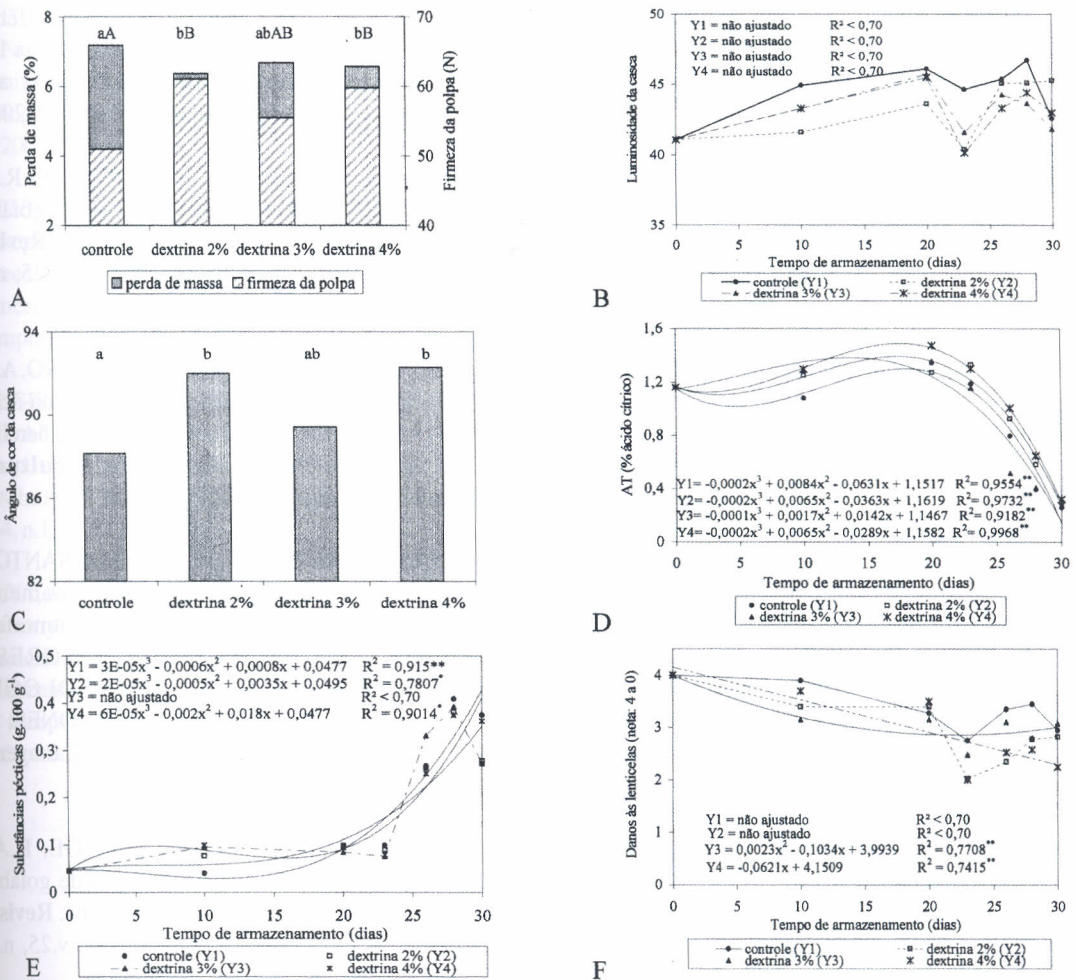 8
6
4
2
Perda de massa (%)
aA
bB
abAB
bB
70
60
50
40
Firmeza da polpa (N)
controle
dextrina 2%
dextrina 3%
dextrina 4%
perda de massa
firmeza da polpa
A
50
45
40
35
Luminosidade da casca
Y1 = não ajustado R² < 0,70
Y2 = não ajustado R² < 0,70
Y3 = não ajustado R² < 0,70
Y4 = não ajustado R² < 0,70
0 5 10 15 20 25 30
Tempo de armazenamento (dias)
controle (Y1) dextrina 2% (Y2)
dextrina 3% (Y3) dextrina 4% (Y4)
B
94
90
86
82
Ângulo de cor da casca
a
b
ab
b
controle
dextrina 2%
dextrina 3%
dextrina 4%
C
1,6
1,2
0,8
0,4
0
AT (% ácido cítrico)
Y1= -0,0002x³ + 0,0084x² - 0,0631x + 1,1517 R²= 0,9554**
Y2= -0,0002x³ + 0,0065x² - 0,0363x + 1,1619 R²= 0,9732**
Y3= -0,0001x³ + 0,0017x² + 0,0142x + 1,1467 R²= 0,9182**
Y4= -0,0002x³ + 0,0065x² - 0,0289x + 1,1582 R²= 0,9968**
0 5 10 15 20 25 30
Tempo de armazenamento (dias)
controle (Y1) dextrina 2% (Y2)
dextrina 3% (Y3) dextrina 4% (Y4)
D
0,5
0,4
0,3
0,2
0,1
0
Substâncias pécticas (g.100 g⁻¹)
Y1 = 3E-05x³ - 0,0006x² + 0,0008x + 0,0477 R² = 0,915**
Y2 = 2E-05x³ - 0,0005x² + 0,0035x + 0,0495 R² = 0,7807*
Y3 = não ajustado R² < 0,70
Y4 = 6E-05x³ - 0,002x² + 0,018x + 0,0477 R² = 0,9014*
0 5 10 15 20 25 30
Tempo de armazenamento (dias)
controle (Y1) dextrina 2% (Y2)
dextrina 3% (Y3) dextrina 4% (Y4)
E
4
3
2
1
0
Danos às lenticelas (nota: 4 a 0)
Y1 = não ajustado R² < 0,70
Y2 = não ajustado R² < 0,70
Y3 = 0,0023x² - 0,1034x + 3,9939 R² = 0,7708**
Y4 = -0,0621x + 4,1509 R² = 0,7415**
0 5 10 15 20 25 30
Tempo de armazenamento (dias)
controle (Y1) dextrina 2% (Y2)
dextrina 3% (Y3) dextrina 4% (Y4)
F